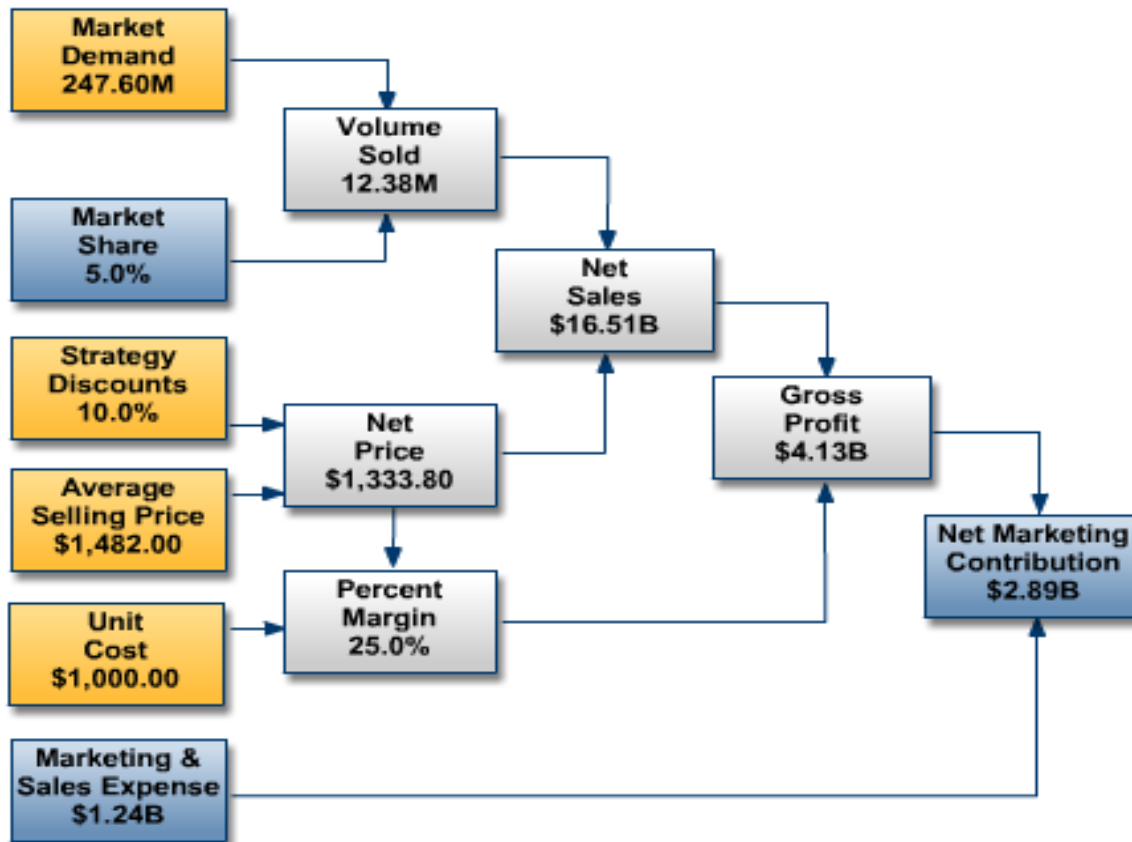 Market
Demand
247.60M
Volume
Sold
12.38M
Market
Share
5.0%
Net
Sales
$16.51B
Strategy
Discounts
10.0%
Net
Price
$1,333.80
Gross
Profit
$4.13B
Average
Selling Price
$1,482.00
Net Marketing
Contribution
$2.89B
Percent
Margin
25.0%
Unit
Cost
$1,000.00
Marketing &
Sales Expense
$1.24B